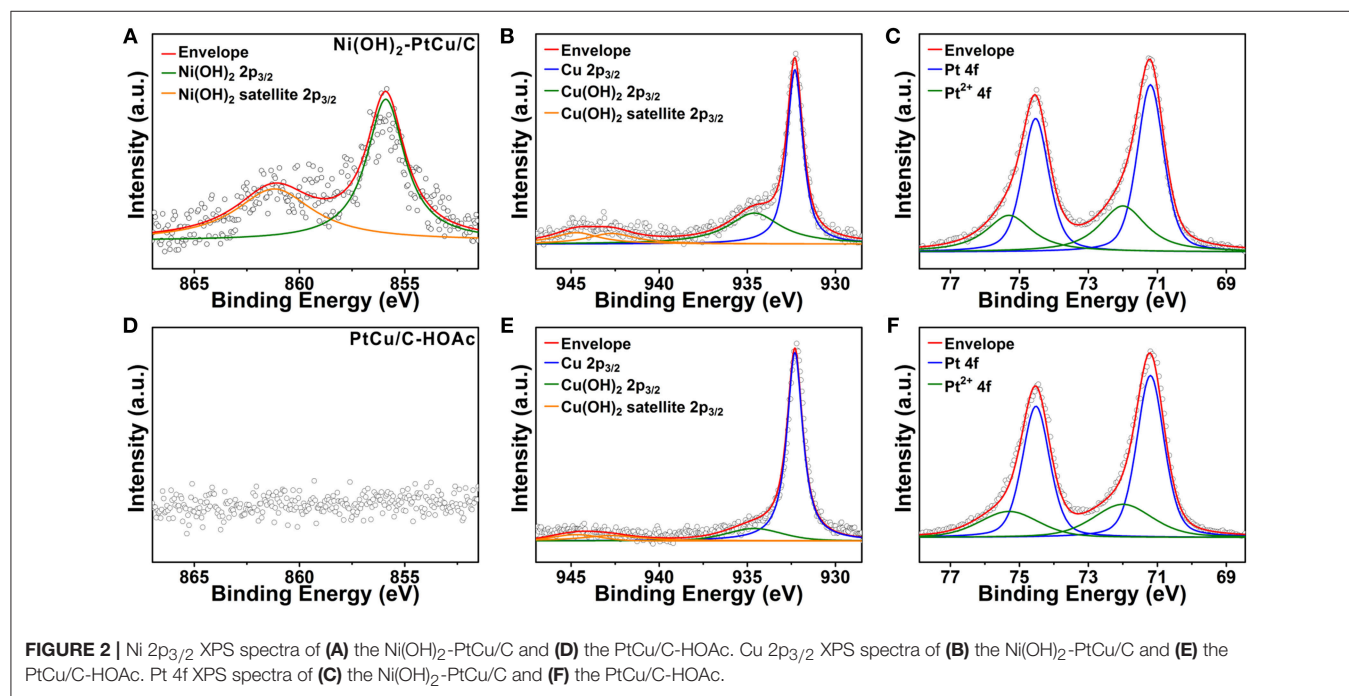 A
Ni(OH)2-PtCu/C
Envelope
Ni(OH)2 2p3/2
Ni(OH)2 satellite 2p3/2
Intensity (a.u.)
865 860 855
Binding Energy (eV)
B
Envelope
Cu 2p3/2
Cu(OH)2 2p3/2
Cu(OH)2 satellite 2p3/2
Intensity (a.u.)
945 940 935 930
Binding Energy (eV)
C
Envelope
Pt 4f
Pt2+ 4f
Intensity (a.u.)
77 75 73 71 69
Binding Energy (eV)
D
PtCu/C-HOAc
Intensity (a.u.)
865 860 855
Binding Energy (eV)
E
Envelope
Cu 2p3/2
Cu(OH)2 2p3/2
Cu(OH)2 satellite 2p3/2
Intensity (a.u.)
945 940 935 930
Binding Energy (eV)
F
Envelope
Pt 4f
Pt2+ 4f
Intensity (a.u.)
77 75 73 71 69
Binding Energy (eV)
FIGURE 2 | Ni 2p3/2 XPS spectra of (A) the Ni(OH)2-PtCu/C and (D) the PtCu/C-HOAc. Cu 2p3/2 XPS spectra of (B) the Ni(OH)2-PtCu/C and (E) the
PtCu/C-HOAc. Pt 4f XPS spectra of (C) the Ni(OH)2-PtCu/C and (F) the PtCu/C-HOAc.